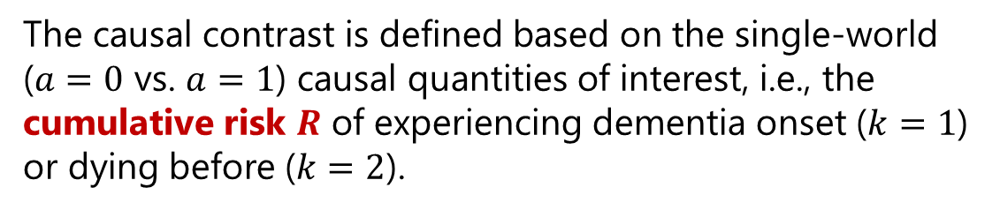 The causal contrast is defined based on the single-world
(a = 0 vs. a = 1) causal quantities of interest, i.e., the
cumulative risk R of experiencing dementia onset (k = 1)
or dying before (k = 2).